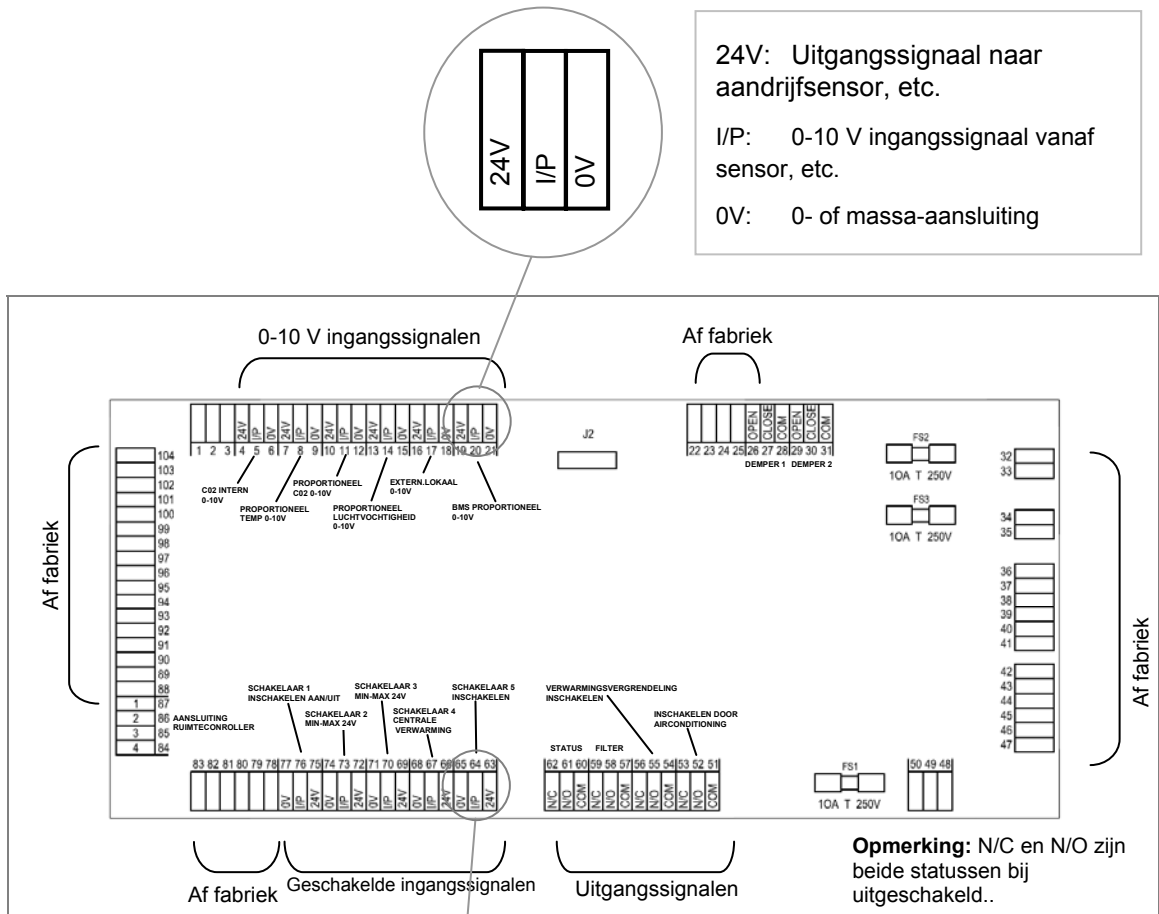 24V
I/P
0V
24V: Uitgangssignaal naar
aandrijfsensor, etc.
I/P: 0-10 V ingangssignaal vanaf
sensor, etc.
0V: 0- of massa-aansluiting
0-10 V ingangssignalen
Af fabriek
24V I/P 0V 24V I/P 0V 24V I/P 0V 24V I/P 0V 24V I/P 0V 24V I/P 0V
1 2 3 4 5 6 7 8 9 10 11 12 13 14 15 16 17 18 19 20 21
C02 INTERN
0-10V
PROPORTIONEEL
TEMP 0-10V
PROPORTIONEEL
C02 0-10V
PROPORTIONEEL
LUCHTVOCHTIGHEID
0-10V
EXTERN.LOKAAL
0-10V
BMS PROPORTIONEEL
0-10V
J2
OPEN CLOSE COM OPEN CLOSE COM
22 23 24 25 26 27 28 29 30 31
DEMPER 1 DEMPER 2
FS2
10A T 250V
FS3
10A T 250V
32
33
34
35
36
37
38
39
40
41
42
43
44
45
46
47
Af fabriek
Af fabriek
104
103
102
101
100
99
98
97
96
95
94
93
92
91
90
89
88
1 87
2 86
3 85
4 84
AANSLUITING
RUIMTECONROLLER
SCHAKELAAR 1
INSCHAKELEN AAN/UIT
SCHAKELAAR 2
MIN-MAX 24V
SCHAKELAAR 3
MIN-MAX 24V
SCHAKELAAR 4
CENTRALE
VERWARMING
SCHAKELAAR 5
INSCHAKELEN
VERWARMINGSVERGRENDELING
INSCHAKELEN
INSCHAKELEN DOOR
AIRCONDITIONING
STATUS FILTER
83 82 81 80 79 78 77 76 75 74 73 72 71 70 69 68 67 66 65 64 63
0V I/P 24V 0V I/P 24V 0V I/P 24V 0V I/P 24V 0V I/P 24V
62 61 60 59 58 57 56 55 54 53 52 51
N/C N/O COM N/C N/O COM N/C N/O COM N/C N/O COM
FS1
10A T 250V
50 49 48
Af fabriek
Geschakelde ingangssignalen
Uitgangssignalen
Opmerking: N/C en N/O zijn
beide statussen bij
uitgeschakeld..